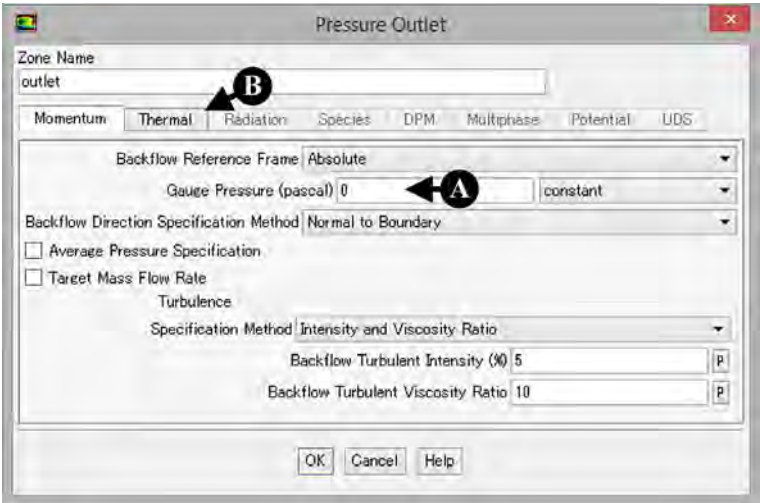 Pressure Outlet
Zone Name
outlet
B
Momentum Thermal Radiation Species DPM Multiphase Potential UDS
Backflow Reference Frame Absolute
Gauge Pressure (pascal) 0 A constant
Backflow Direction Specification Method Normal to Boundary
Average Pressure Specification
Target Mass Flow Rate
Turbulence
Specification Method Intensity and Viscosity Ratio
Backflow Turbulent Intensity (%) 5 P
Backflow Turbulent Viscosity Ratio 10 P
OK Cancel Help